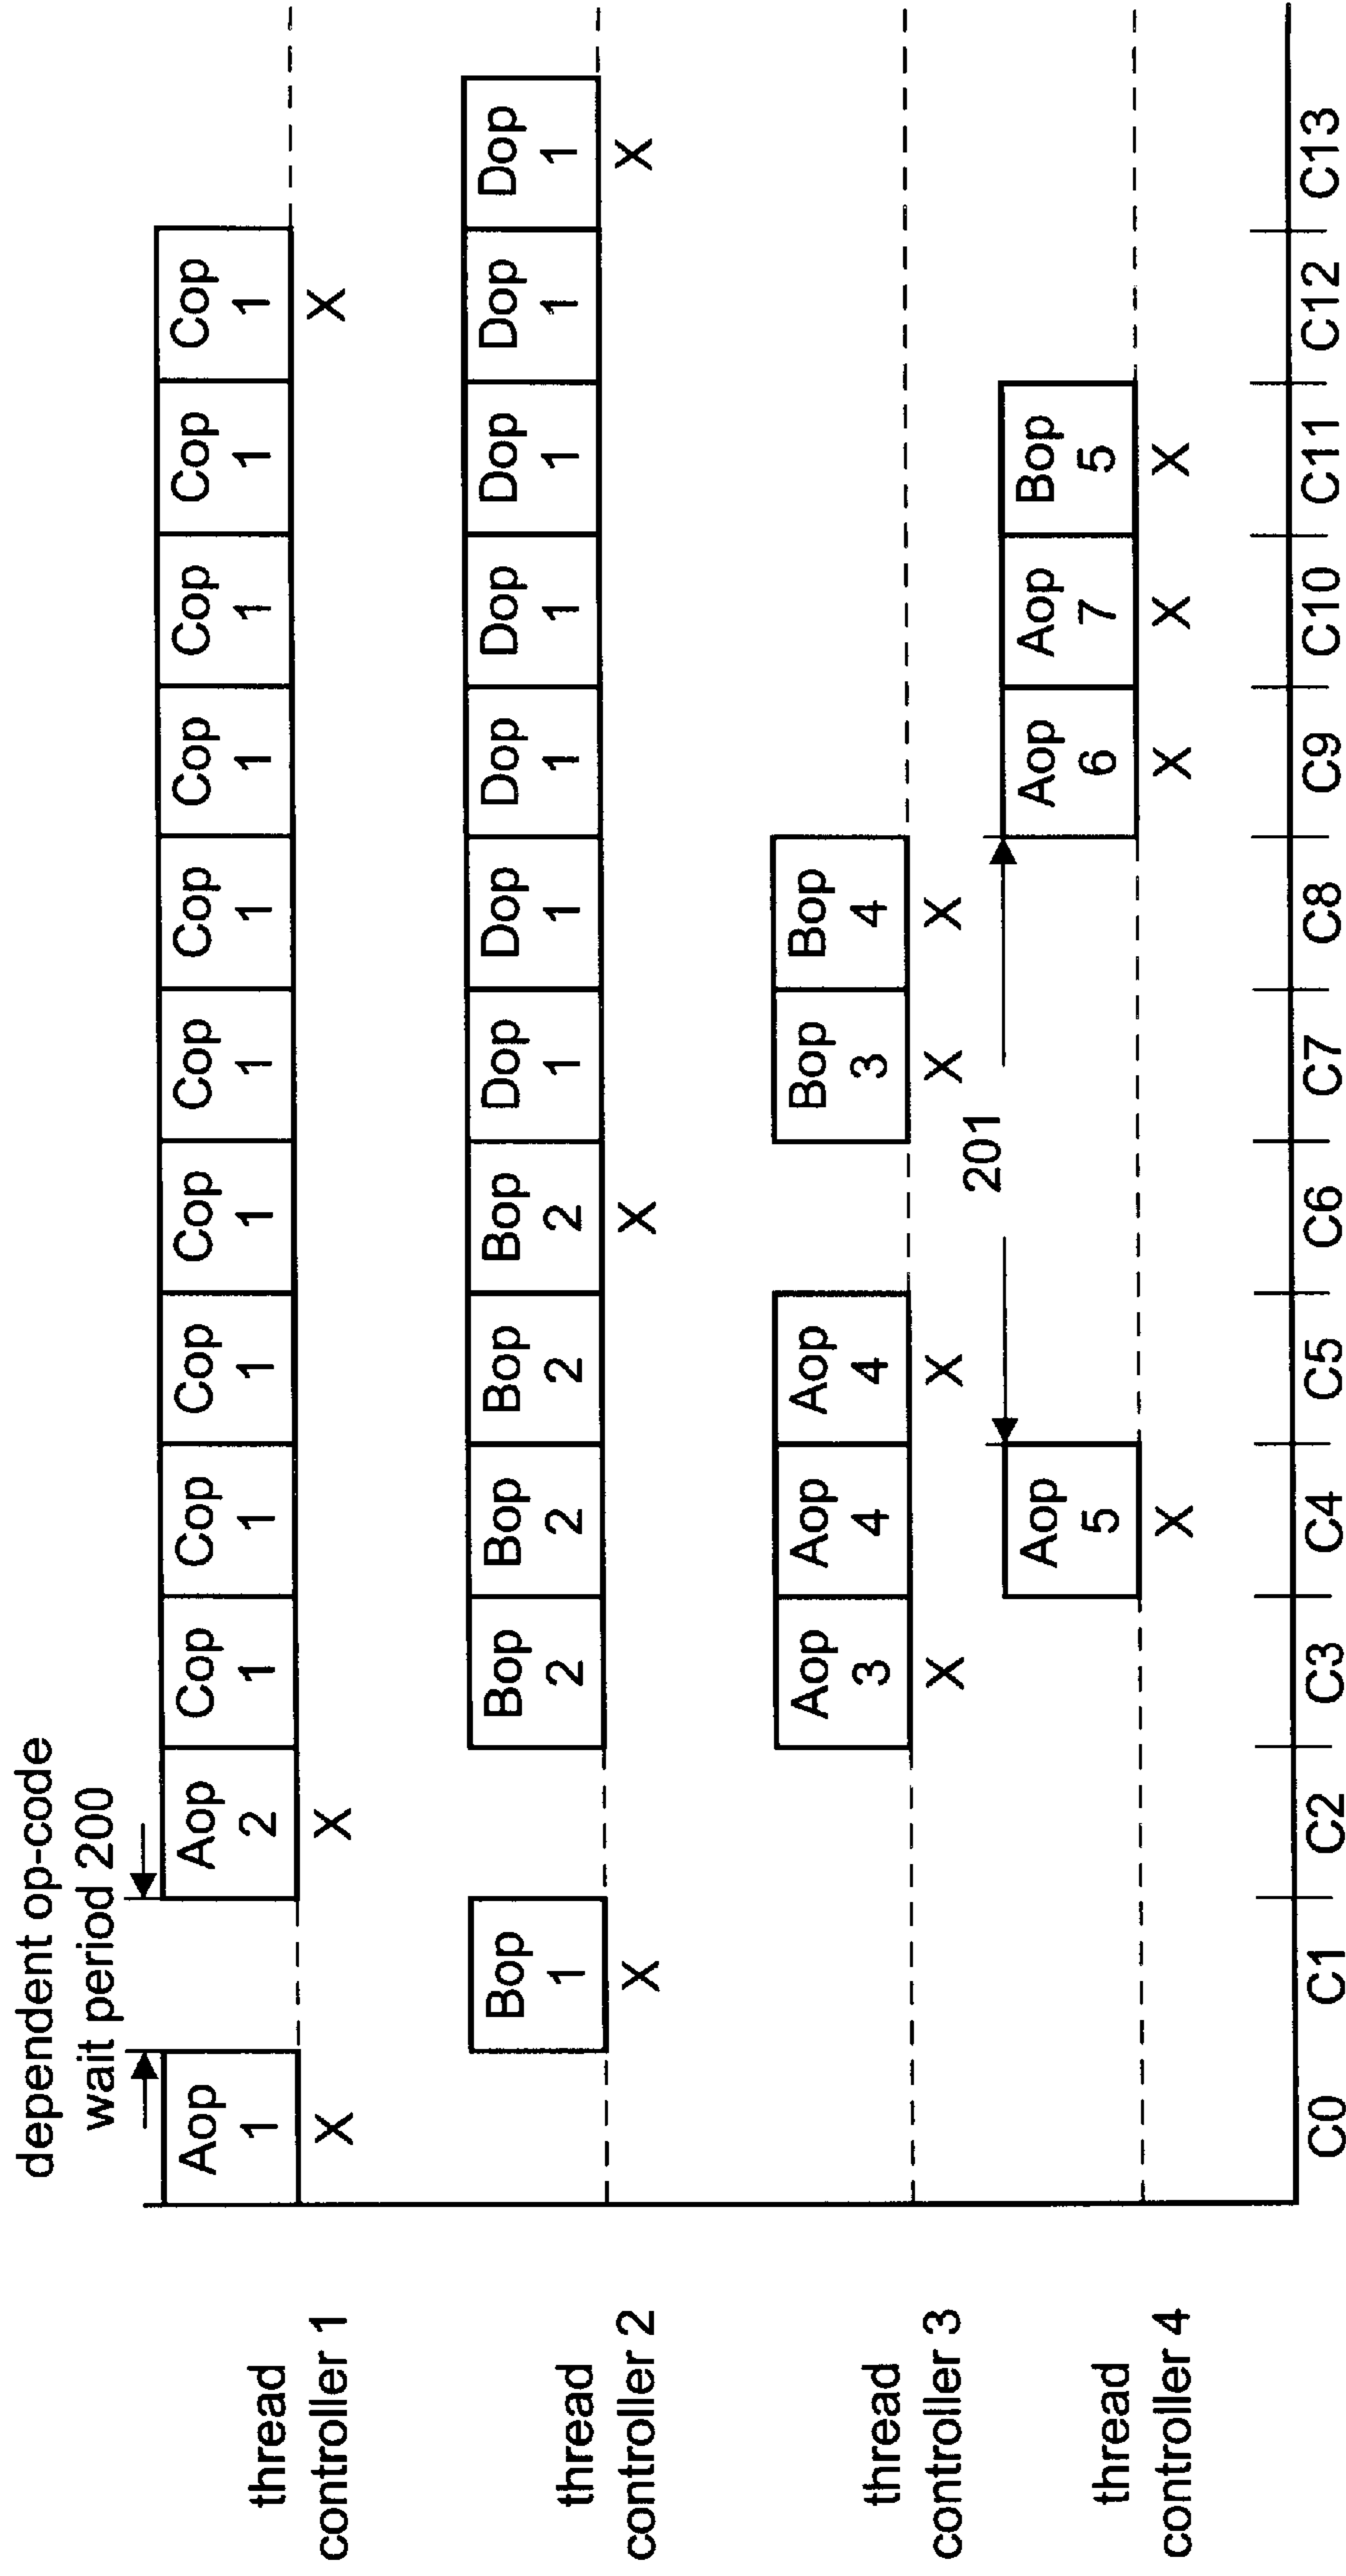 dependent op-code
wait period 200
thread
controller 1
Aop Aop Cop Cop Cop Cop Cop Cop Cop Cop Cop Cop
1 2 1 1 1 1 1 1 1 1 1 1
X X X
thread
controller 2
Bop Bop Bop Bop Bop Dop Dop Dop Dop Dop Dop Dop
1 2 2 2 2 1 1 1 1 1 1 1
X X X
thread
controller 3
Aop Aop Aop Bop Bop
3 4 4 3 4
X X X X
201
thread
controller 4
Aop Aop Aop Bop
5 6 7 5
X X X X
C0 C1 C2 C3 C4 C5 C6 C7 C8 C9 C10 C11 C12 C13